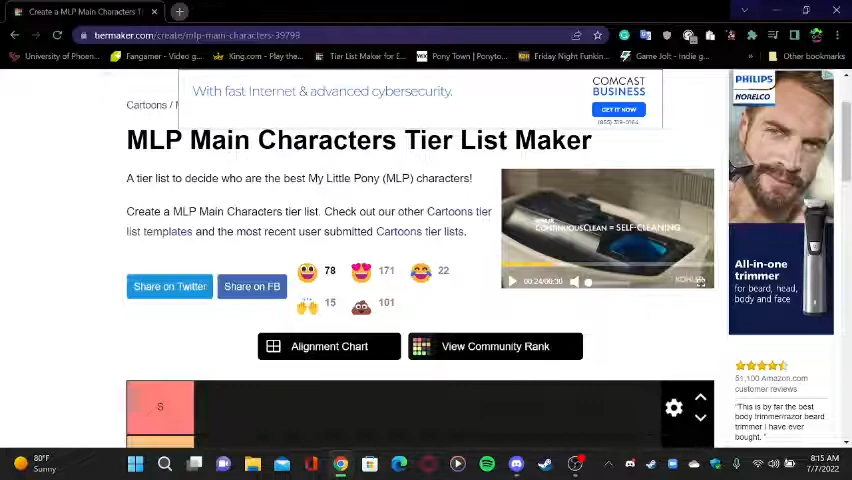 Create a MLP Main Characters T
tiermaker.com/create/mlp-main-characters-39799
University of Phoen... Fangamer - Video g... King.com - Play the... Tier List Maker for E... Pony Town | Ponyto... Friday Night Funkin... Game Jolt - Indie g... Other bookmarks
With fast Internet & advanced cybersecurity.
COMCAST
BUSINESS
GET IT NOW
Cartoons /
MLP Main Characters Tier List Maker
A tier list to decide who are the best My Little Pony (MLP) characters!
Create a MLP Main Characters tier list. Check out our other Cartoons tier
list templates and the most recent user submitted Cartoons tier lists.
CONTINUOUSCLEAN = SELF-CLEANING
00:24/00:30
KOHLER
Share on Twitter Share on FB
78 171 22
15 101
Alignment Chart View Community Rank
S
PHILIPS
NORELCO
All-in-one
trimmer
for beard, head,
body and face
51,100 Amazon.com
customer reviews
"This is by far the best
body trimmer/razor beard
trimmer I have ever
bought. "
80°F
Sunny
8:15 AM
7/7/2022